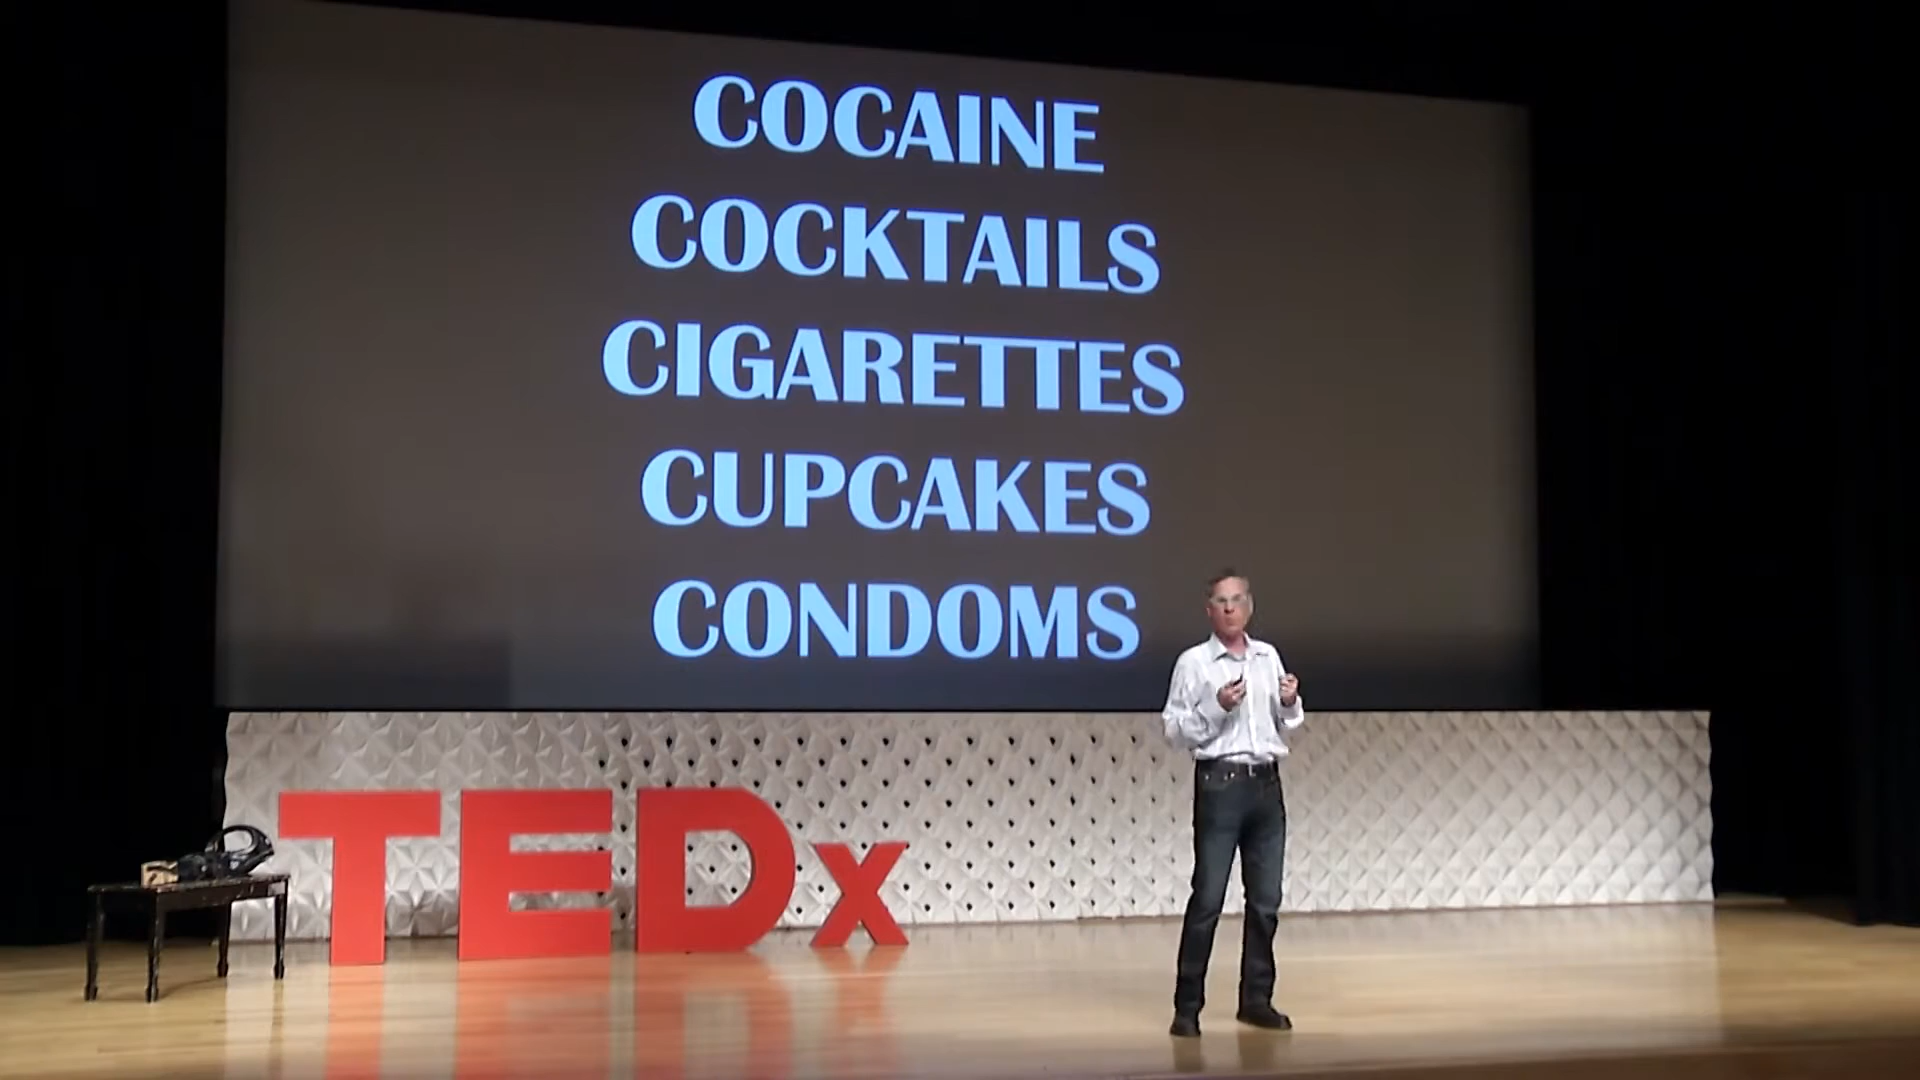 COCAINE
COCKTAILS
CIGARETTES
CUPCAKES
CONDOMS
TEDx